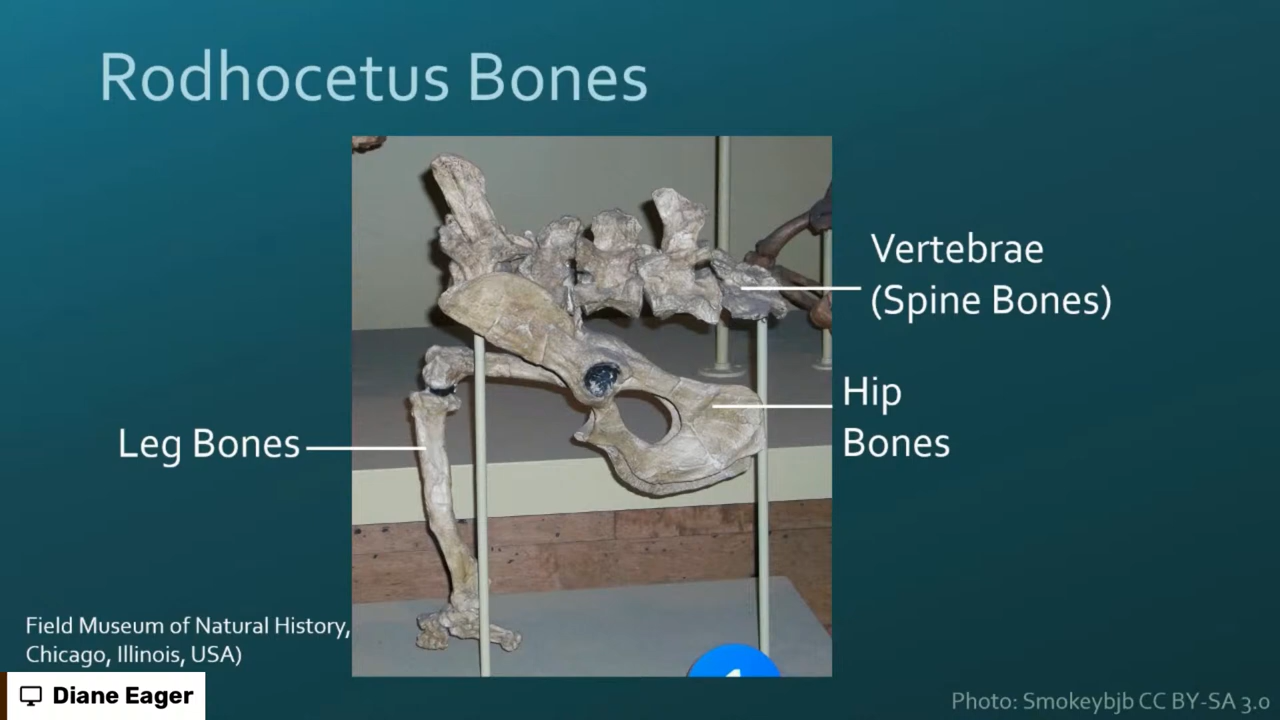 Rodhocetus Bones
Vertebrae
(Spine Bones)
Hip
Bones
Leg Bones
Field Museum of Natural History,
Chicago, Illinois, USA)
Diane Eager
Photo: Smokeybjb CC BY-SA 3.0